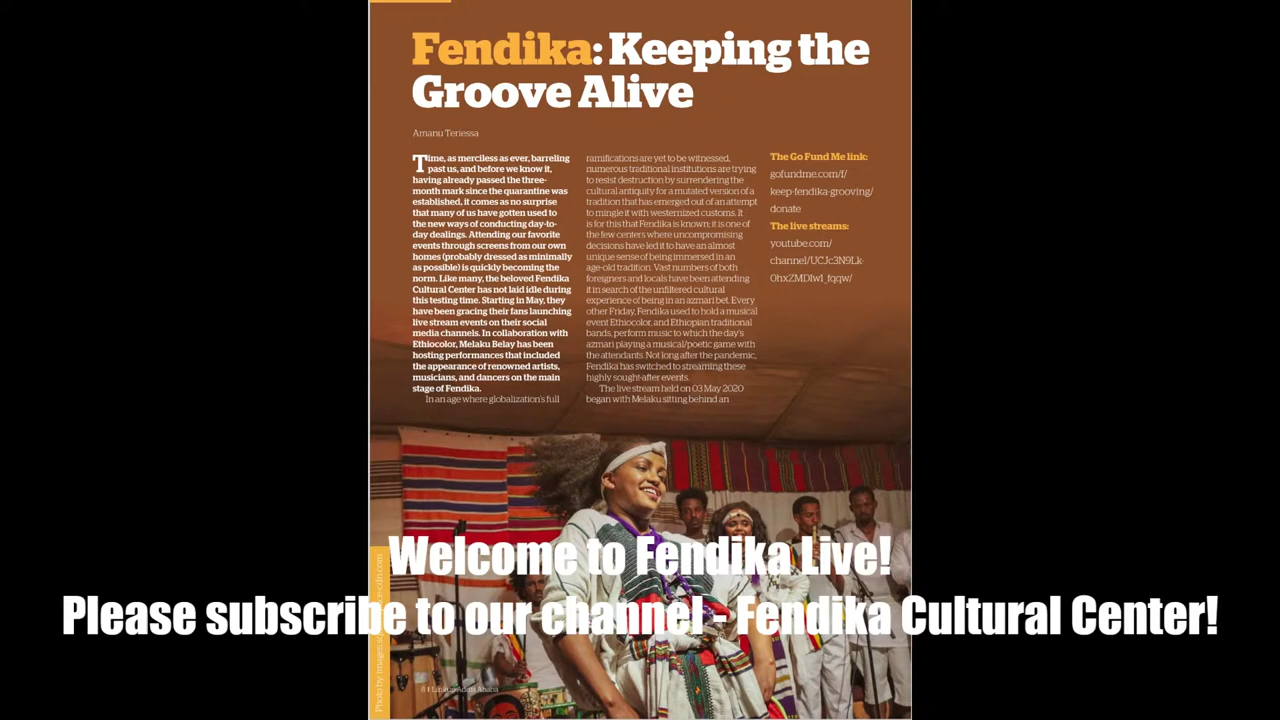 Fendika: Keeping the
Groove Alive
Amanu Teriessa
Time, as merciless as ever, barreling
past us, and before we know it,
having already passed the three-
month mark since the quarantine was
established, it comes as no surprise
that many of us have gotten used to
the new ways of conducting day-to-
day dealings. Attending our favorite
events through screens from our own
homes (probably dressed as minimally
as possible) is quickly becoming the
norm. Like many, the beloved Fendika
Cultural Center has not laid idle during
this testing time. Starting in May, they
have been gracing their fans launching
live stream events on their social
media channels. In collaboration with
Ethiocolor, Melaku Belay has been
hosting performances that included
the appearance of renowned artists,
musicians, and dancers on the main
stage of Fendika.
In an age where globalization's full
ramifications are yet to be witnessed,
numerous traditional institutions are trying
to resist destruction by surrendering the
cultural antiquity for a mutated version of a
tradition that has emerged out of an attempt
to mingle it with westernized customs. It
is for this that Fendika is known; it is one of
the few centers where uncompromising
decisions have led it to have an almost
unique sense of being immersed in an
age-old tradition. Vast numbers of both
foreigners and locals have been attending
it in search of the unfiltered cultural
experience of being in an azmari bet. Every
other Friday, Fendika used to hold a musical
event Ethiocolor, and Ethiopian traditional
bands, perform music to which the day's
azmari playing a musical/poetic game with
the attendants. Not long after the pandemic,
Fendika has switched to streaming these
highly sought-after events.
The live stream held on 03 May 2020
began with Melaku sitting behind an
The Go Fund Me link:
gofundme.com/f/
keep-fendika-grooving/
donate
The live streams:
youtube.com/
channel/UCJc3N9Lk-
0hxZMDIw1_fqqw/
Welcome to Fendika Live!
Please subscribe to our channel - Fendika Cultural Center!
Photo by
8 I Linkup Addis Ababa